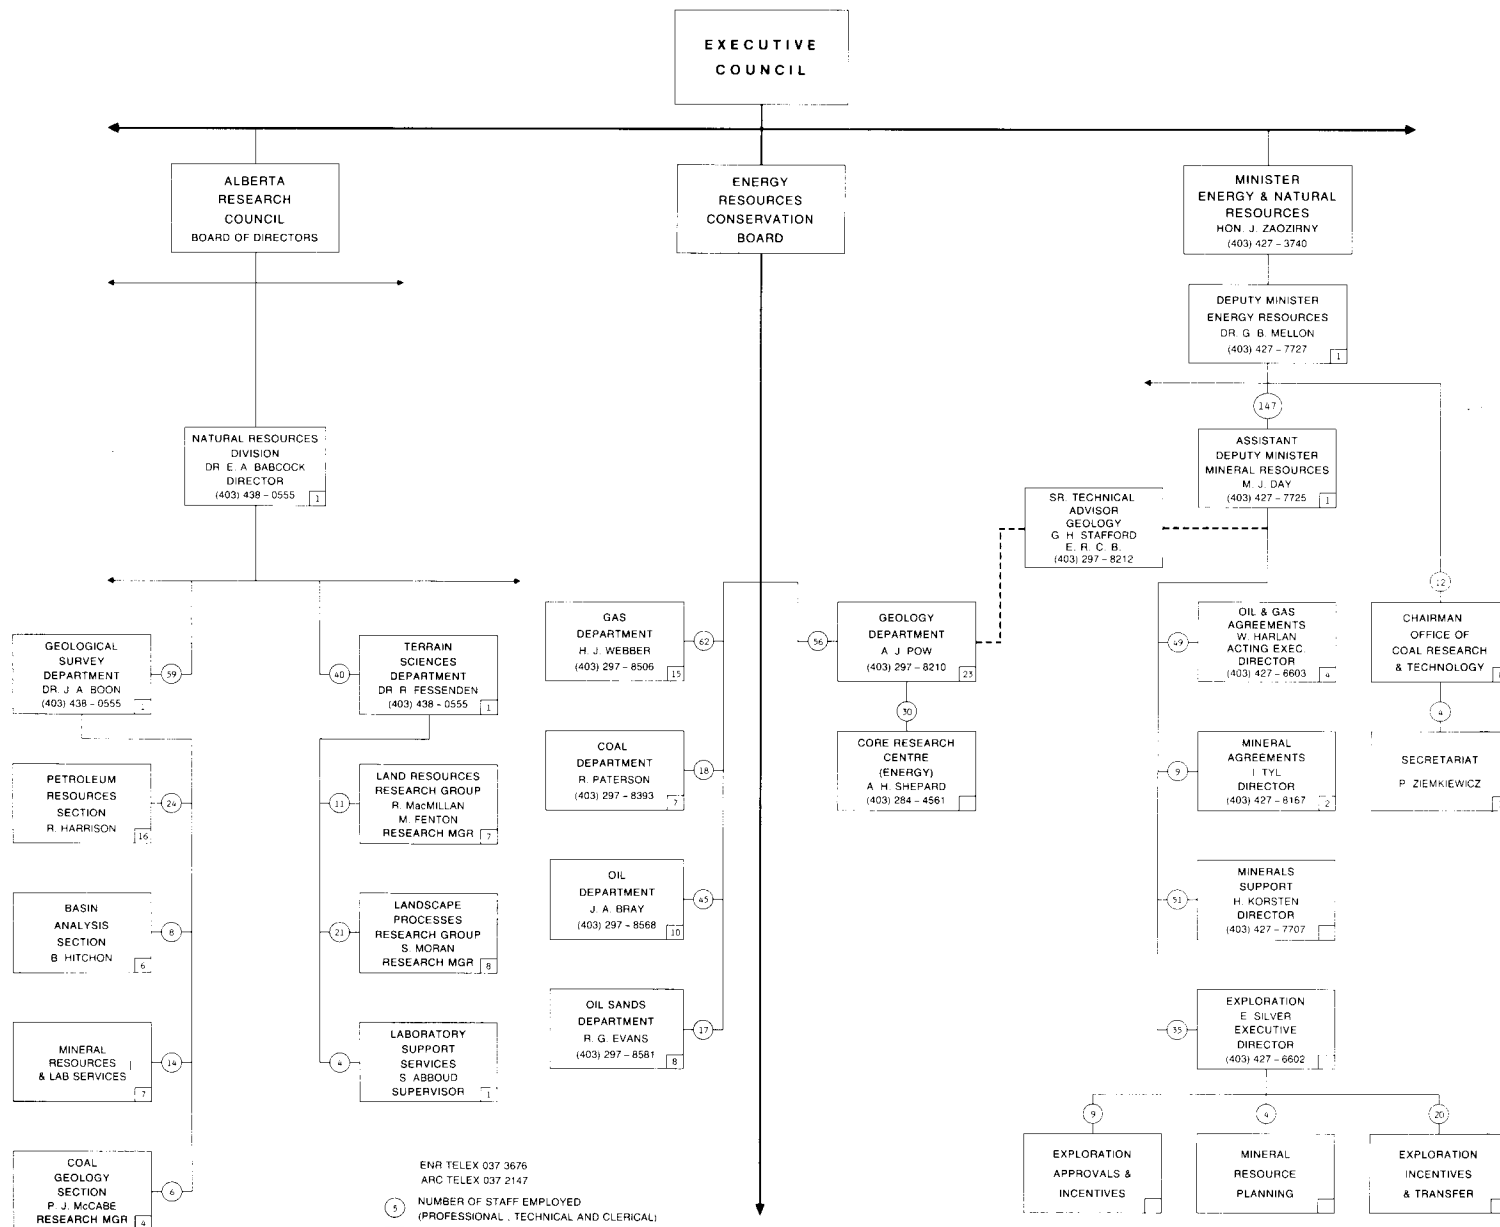 EXECUTIVE
COUNCIL
ALBERTA
RESEARCH
COUNCIL
BOARD OF DIRECTORS
ENERGY
RESOURCES
CONSERVATION
BOARD
MINISTER
ENERGY & NATURAL
RESOURCES
HON. J. ZAOZIRNY
(403) 427 - 3740
DEPUTY MINISTER
ENERGY RESOURCES
DR. G. B. MELLON
(403) 427 - 7727
1
147
NATURAL RESOURCES
DIVISION
DR. E. A. BABCOCK
DIRECTOR
(403) 438 - 0555
1
ASSISTANT
DEPUTY MINISTER
MINERAL RESOURCES
M. J. DAY
(403) 427 - 7725
1
SR. TECHNICAL
ADVISOR
GEOLOGY
G. H. STAFFORD
E. R. C. B.
(403) 297 - 8212
12
GEOLOGICAL
SURVEY
DEPARTMENT
DR. J. A. BOON
(403) 438 - 0555
59
40
TERRAIN
SCIENCES
DEPARTMENT
DR. R. FESSENDEN
(403) 438 - 0555
1
GAS
DEPARTMENT
H. J. WEBBER
(403) 297 - 8506
15
62
56
GEOLOGY
DEPARTMENT
A. J. POW
(403) 297 - 8210
23
49
OIL & GAS
AGREEMENTS
W. HARLAN
ACTING EXEC.
DIRECTOR
(403) 427 - 6603
4
CHAIRMAN
OFFICE OF
COAL RESEARCH
& TECHNOLOGY
30
4
PETROLEUM
RESOURCES
SECTION
R. HARRISON
16
24
11
LAND RESOURCES
RESEARCH GROUP
R. MacMILLAN
M. FENTON
RESEARCH MGR
7
COAL
DEPARTMENT
R. PATERSON
(403) 297 - 8393
7
18
CORE RESEARCH
CENTRE
(ENERGY)
A. H. SHEPARD
(403) 284 - 4561
9
MINERAL
AGREEMENTS
I. TYL
DIRECTOR
(403) 427 - 8167
2
SECRETARIAT
P. ZIEMKIEWICZ
BASIN
ANALYSIS
SECTION
B. HITCHON
6
8
21
LANDSCAPE
PROCESSES
RESEARCH GROUP
S. MORAN
RESEARCH MGR
8
OIL
DEPARTMENT
J. A. BRAY
(403) 297 - 8568
10
45
51
MINERALS
SUPPORT
H. KORSTEN
DIRECTOR
(403) 427 - 7707
MINERAL
RESOURCES
& LAB SERVICES
7
14
4
LABORATORY
SUPPORT
SERVICES
S. ABBOUD
SUPERVISOR
1
OIL SANDS
DEPARTMENT
R. G. EVANS
(403) 297 - 8581
8
17
35
EXPLORATION
E. SILVER
EXECUTIVE
DIRECTOR
(403) 427 - 6602
9
4
20
COAL
GEOLOGY
SECTION
P. J. McCABE
RESEARCH MGR
4
6
EXPLORATION
APPROVALS &
INCENTIVES
MINERAL
RESOURCE
PLANNING
EXPLORATION
INCENTIVES
& TRANSFER
ENR TELEX 037 3676
ARC TELEX 037 2147
5
NUMBER OF STAFF EMPLOYED
(PROFESSIONAL, TECHNICAL AND CLERICAL)